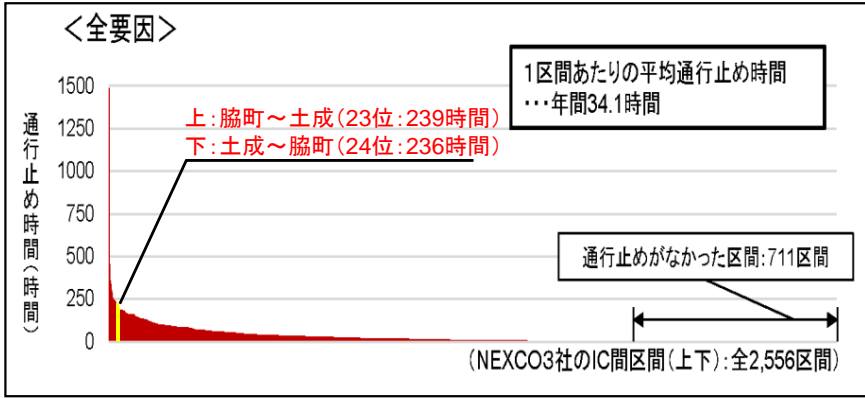 <全要因>
1区間あたりの平均通行止め時間
・・・年間34.1時間
上:脇町～土成(23位:239時間)
下:土成～脇町(24位:236時間)
通行止め時間(時間)
1500
1250
1000
750
500
250
0
通行止めがなかった区間:711区間
(NEXCO3社のIC間区間(上下):全2,556区間)